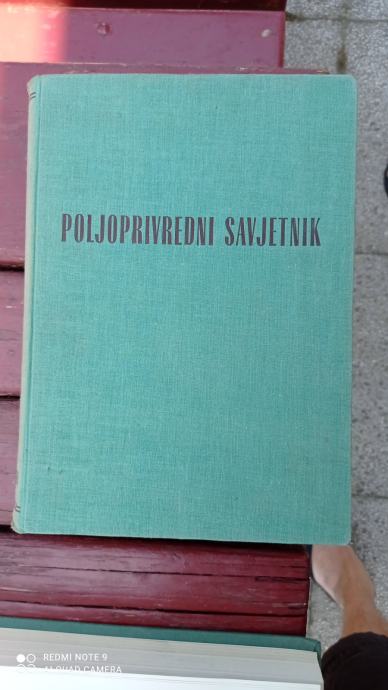 POLJOPRIVREDNI SAVJETNIK
REDMI NOTE 9
AI QUAD CAMERA